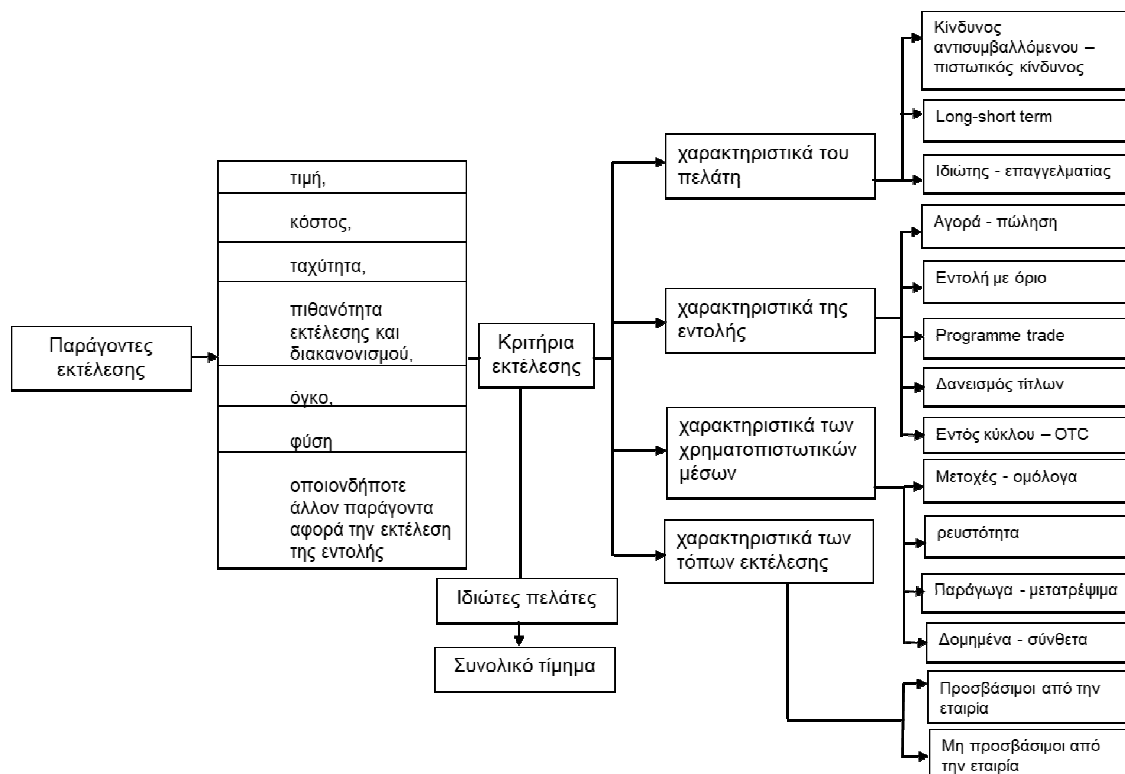 Παράγοντες
εκτέλεσης
τιμή,
κόστος,
ταχύτητα,
πιθανότητα
εκτέλεσης και
διακανονισμού,
όγκο,
φύση
οποιονδήποτε
άλλον παράγοντα
αφορά την εκτέλεση
της εντολής
Κριτήρια
εκτέλεσης
Ιδιώτες πελάτες
Συνολικό τίμημα
χαρακτηριστικά του
πελάτη
χαρακτηριστικά της
εντολής
χαρακτηριστικά των
χρηματοπιστωτικών
μέσων
χαρακτηριστικά των
τόπων εκτέλεσης
Κίνδυνος
αντισυμβαλλόμενου –
πιστωτικός κίνδυνος
Long-short term
Ιδιώτης - επαγγελματίας
Αγορά - πώληση
Εντολή με όριο
Programme trade
Δανεισμός τίτλων
Εντός κύκλου – OTC
Μετοχές - ομόλογα
ρευστότητα
Παράγωγα - μετατρέψιμα
Δομημένα - σύνθετα
Προσβάσιμοι από την
εταιρία
Μη προσβάσιμοι από
την εταιρία